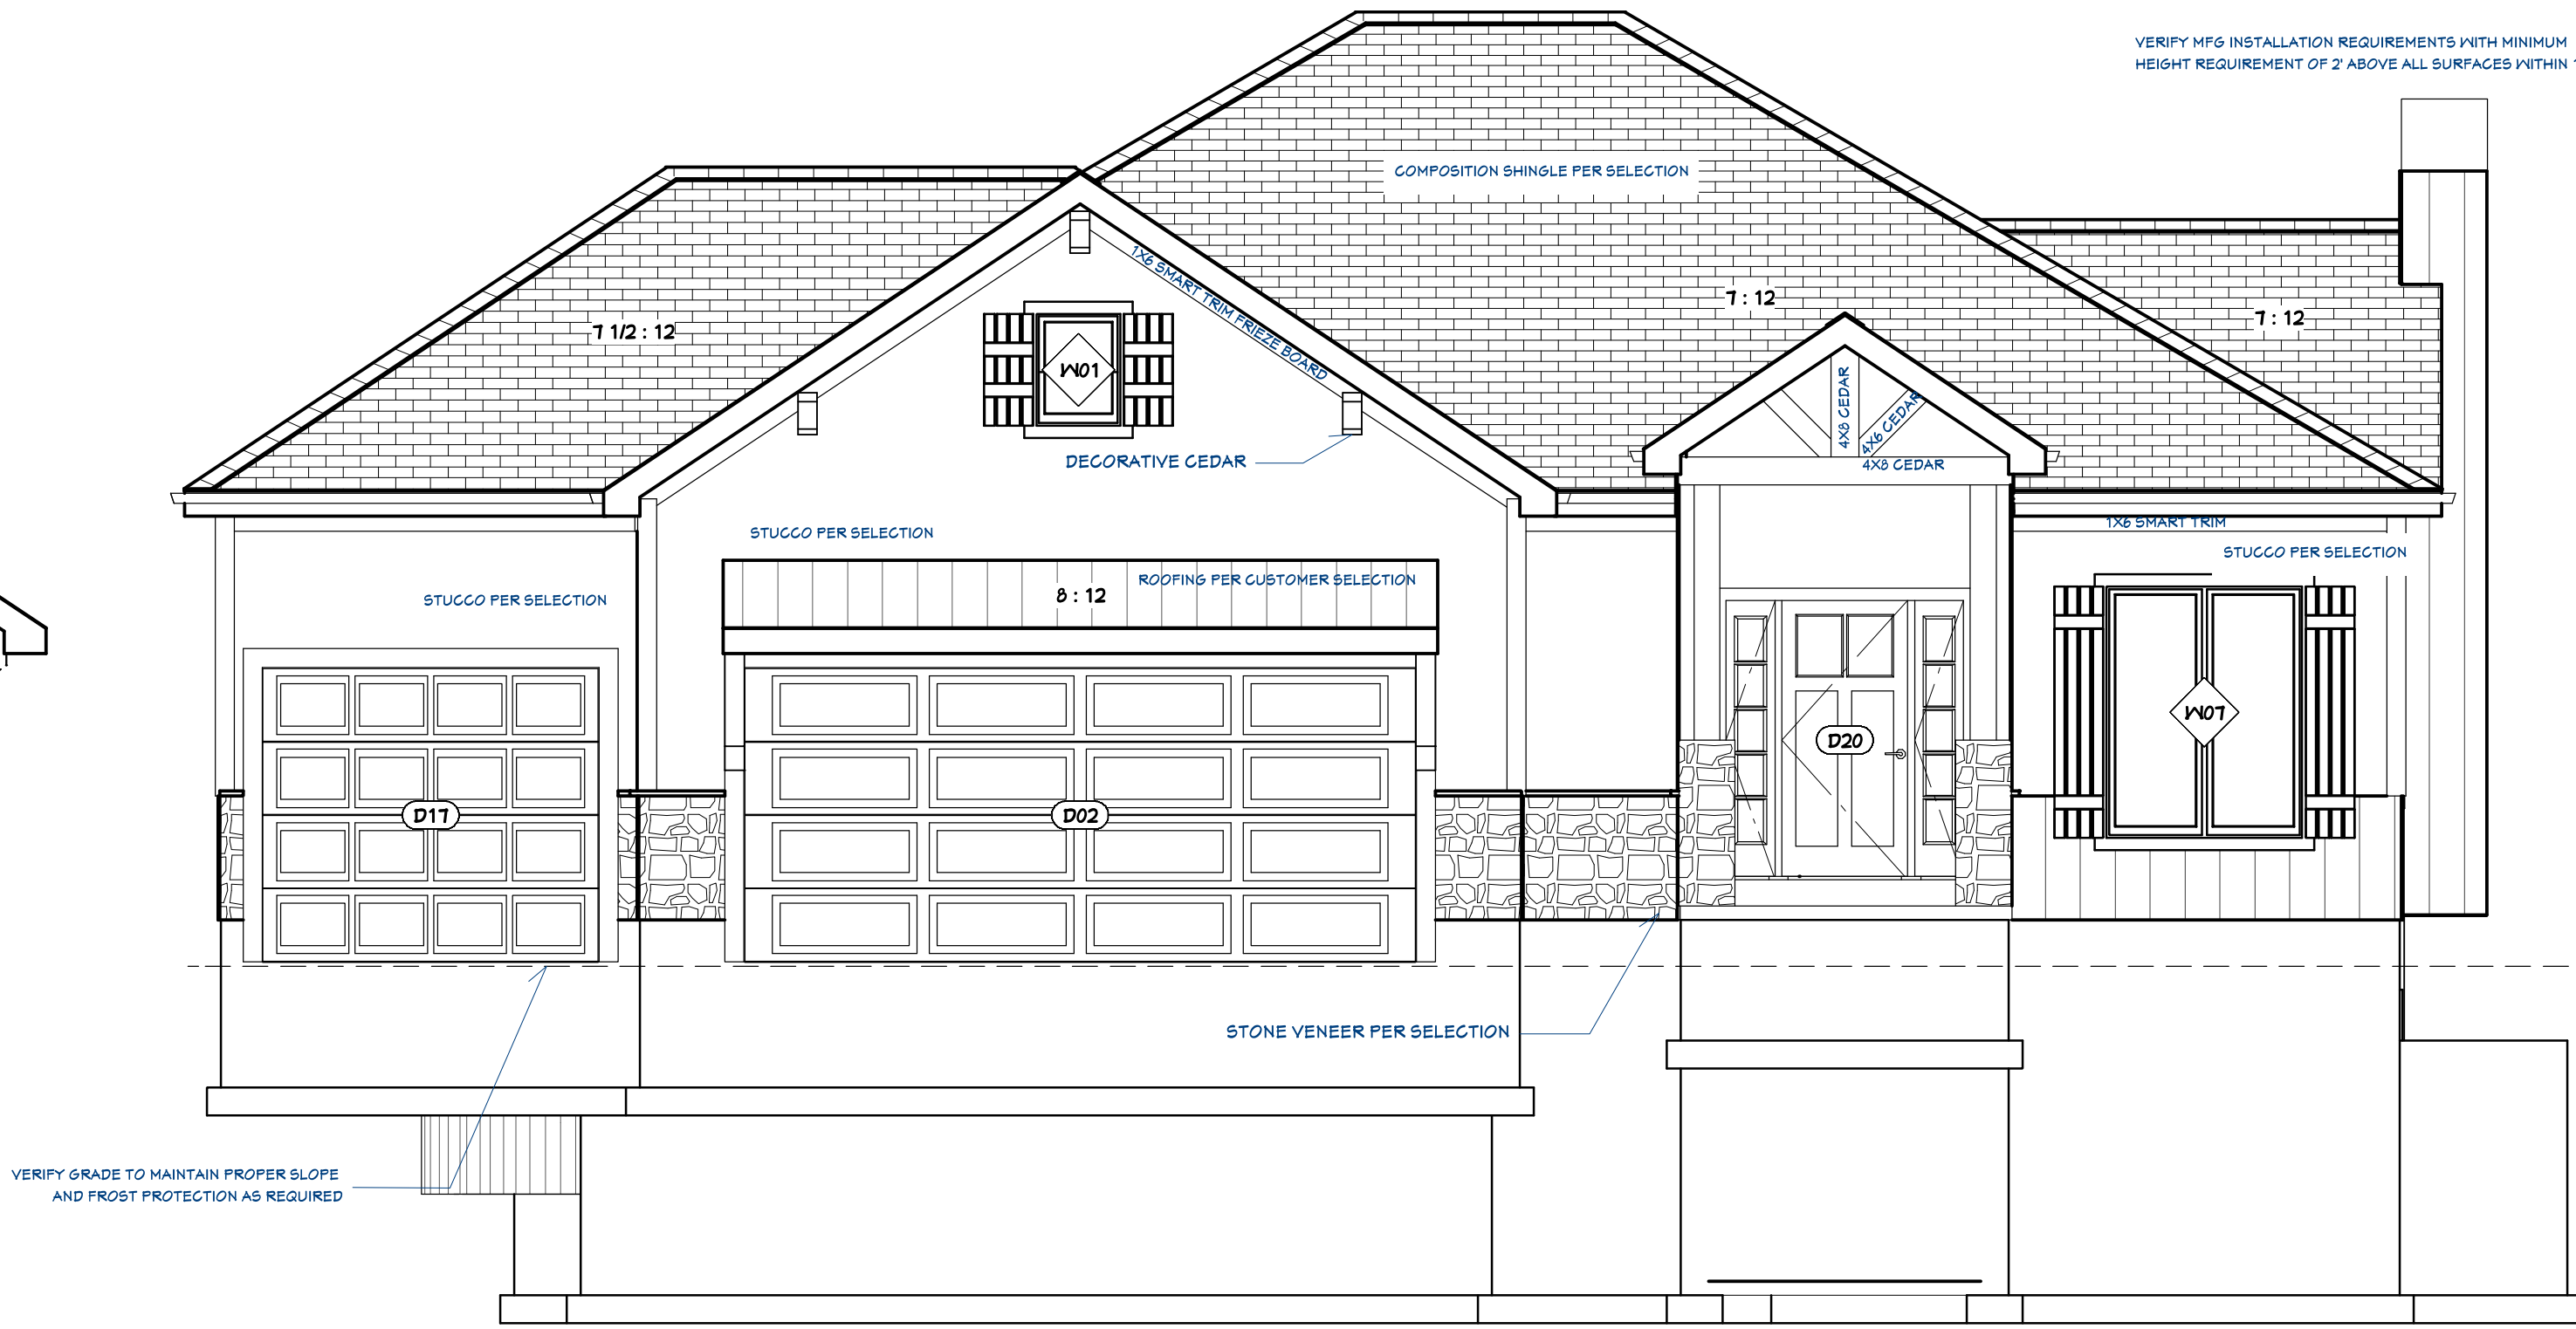 VERIFY MFG INSTALLATION REQUIREMENTS WITH MINIMUM
HEIGHT REQUIREMENT OF 2' ABOVE ALL SURFACES WITHIN
COMPOSITION SHINGLE PER SELECTION
1X6 SMART TRIM FRIEZE BOARD
7 1/2 : 12
7 : 12
7 : 12
W01
4X8 CEDAR
4X6 CEDAR
4X8 CEDAR
DECORATIVE CEDAR
STUCCO PER SELECTION
1X6 SMART TRIM
STUCCO PER SELECTION
ROOFING PER CUSTOMER SELECTION
8 : 12
STUCCO PER SELECTION
W07
D20
D17
D02
STONE VENEER PER SELECTION
VERIFY GRADE TO MAINTAIN PROPER SLOPE
AND FROST PROTECTION AS REQUIRED